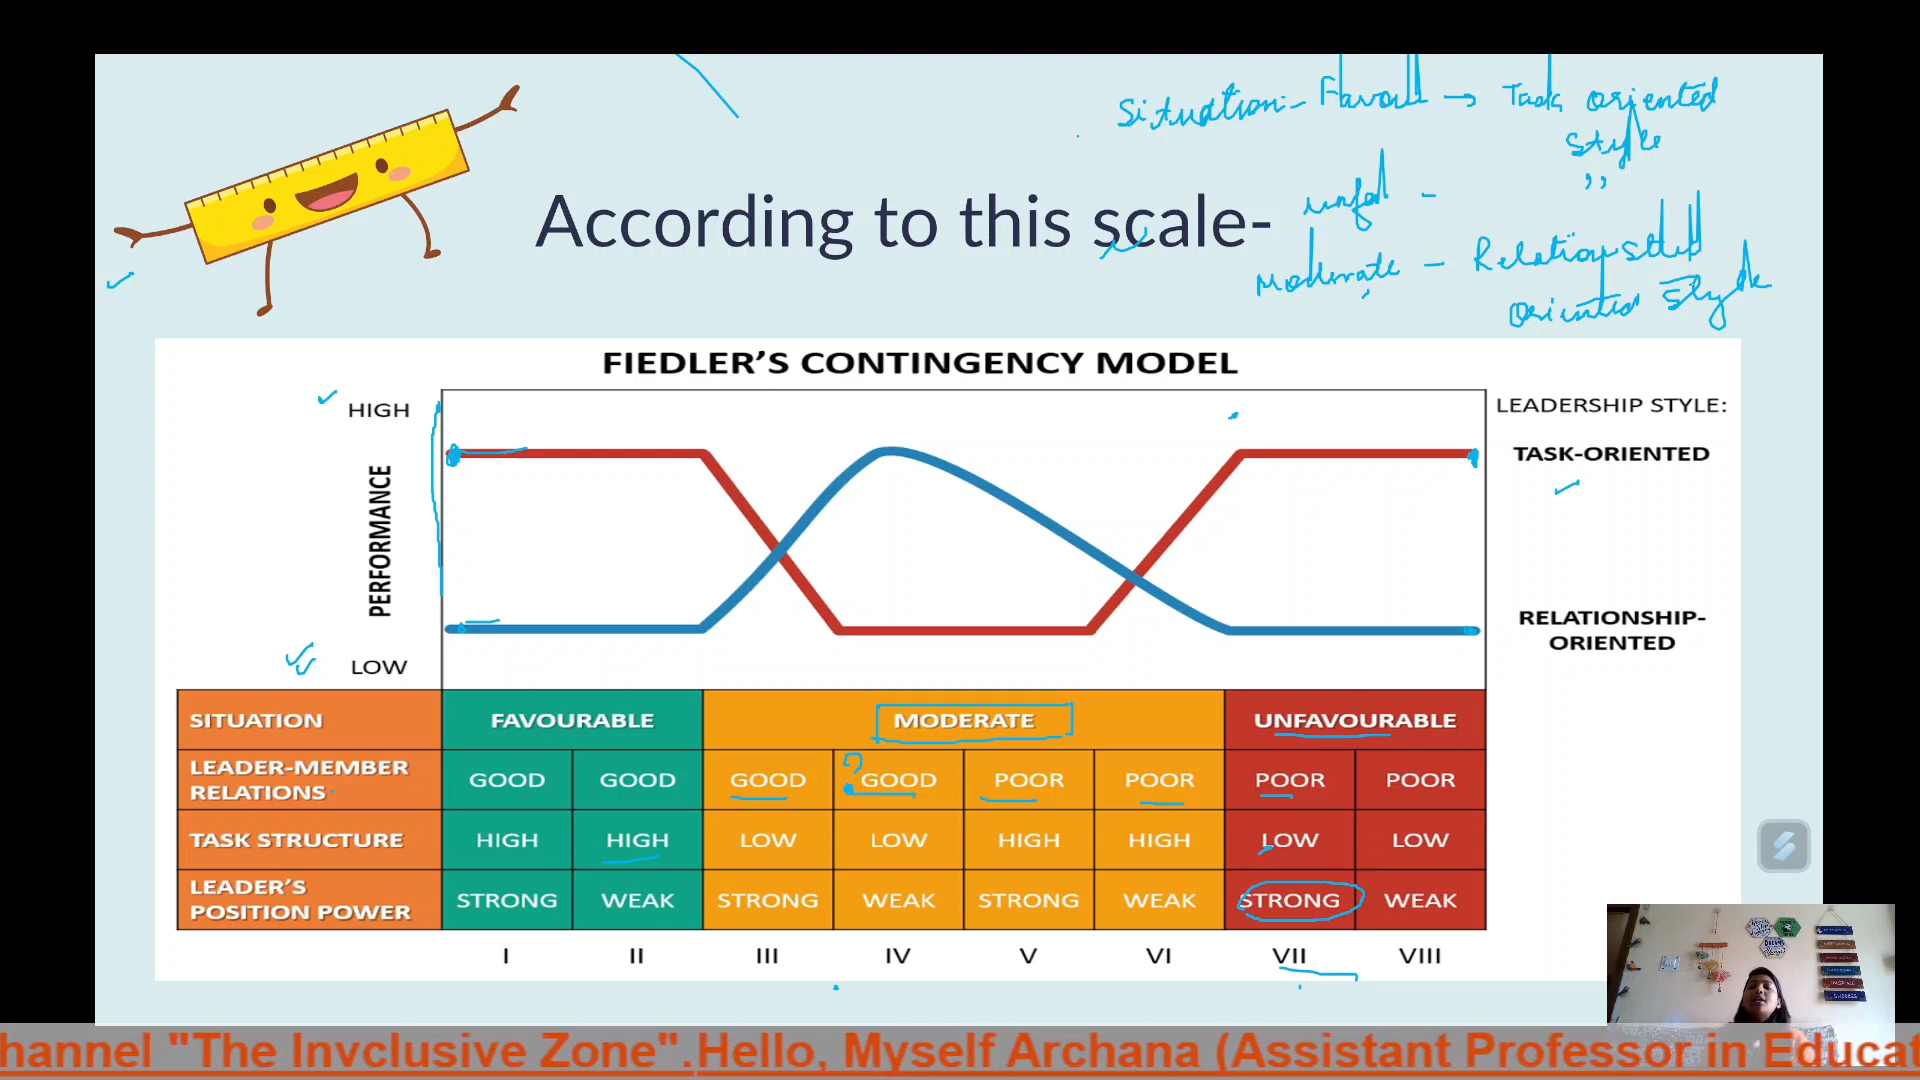 Situation - Favour → Task oriented
Style
unfa - ,,
According to this scale-
Moderate - Relationship
oriented Style
FIEDLER'S CONTINGENCY MODEL
HIGH
LEADERSHIP STYLE:
TASK-ORIENTED
PERFORMANCE
RELATIONSHIP-
ORIENTED
LOW
SITUATION FAVOURABLE MODERATE UNFAVOURABLE
LEADER-MEMBER
RELATIONS GOOD GOOD GOOD GOOD POOR POOR POOR POOR
TASK STRUCTURE HIGH HIGH LOW LOW HIGH HIGH LOW LOW
LEADER'S
POSITION POWER STRONG WEAK STRONG WEAK STRONG WEAK STRONG WEAK
I II III IV V VI VII VIII
hannel "The Invclusive Zone".Hello, Myself Archana (Assistant Professor in Educat